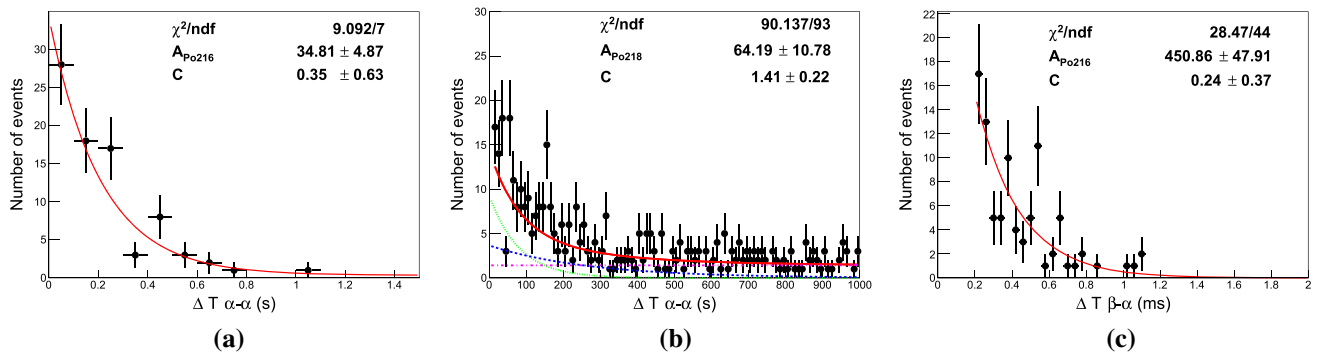 χ²/ndf 9.092/7
A_Po216 34.81 ± 4.87
C 0.35 ± 0.63
Number of events
30
25
20
15
10
5
0
0 0.2 0.4 0.6 0.8 1.0 1.2 1.4
Δ T α-α (s)
(a)
χ²/ndf 90.137/93
A_Po218 64.19 ± 10.78
C 1.41 ± 0.22
Number of events
30
25
20
15
10
5
0
0 100 200 300 400 500 600 700 800 900 1000
Δ T α-α (s)
(b)
χ²/ndf 28.47/44
A_Po216 450.86 ± 47.91
C 0.24 ± 0.37
Number of events
22
20
18
16
14
12
10
8
6
4
2
0
0 0.2 0.4 0.6 0.8 1 1.2 1.4 1.6 1.8 2
Δ T β-α (ms)
(c)